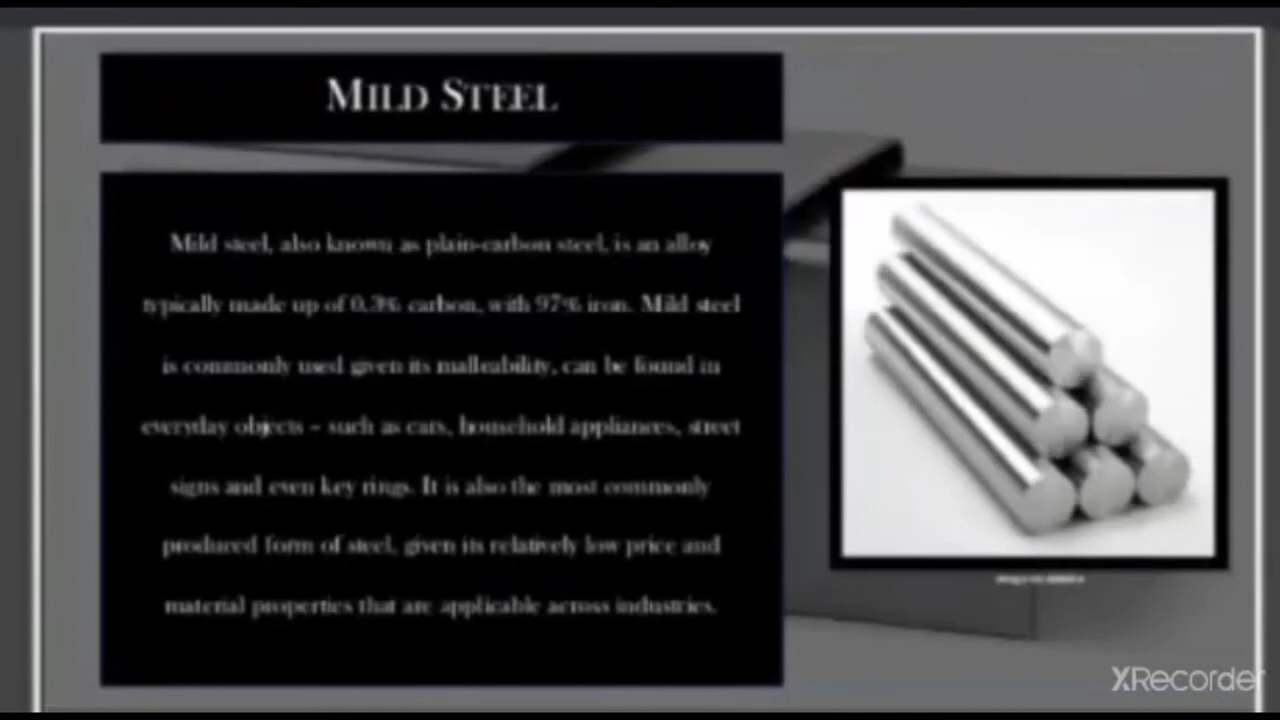 MILD STEEL
Mild steel, also known as plain-carbon steel, is an alloy
typically made up of 0.3% carbon, with 97% iron. Mild steel
is commonly used given its malleability, can be found in
everyday objects – such as cars, household appliances, street
signs and even key rings. It is also the most commonly
produced form of steel, given its relatively low price and
material properties that are applicable across industries.
XRecorder